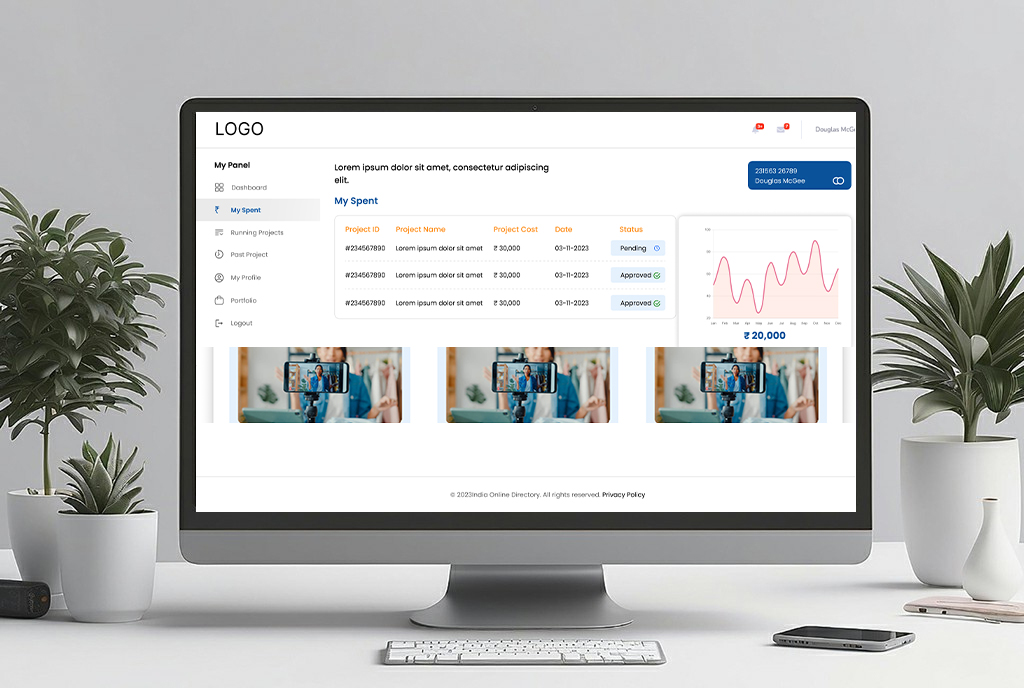 LOGO
Douglas McGe
My Panel
Dashboard
₹ My Spent
Running Projects
Past Project
My Profile
Portfolio
Logout
Lorem ipsum dolor sit amet, consectetur adipiscing
elit.
My Spent
231563 26789
Douglas McGee
Project ID Project Name Project Cost Date Status
#234567890 Lorem ipsum dolor sit amet ₹ 30,000 03-11-2023 Pending
#234567890 Lorem ipsum dolor sit amet ₹ 30,000 03-11-2023 Approved
#234567890 Lorem ipsum dolor sit amet ₹ 30,000 03-11-2023 Approved
₹ 20,000
© 2023India Online Directory. All rights reserved. Privacy Policy